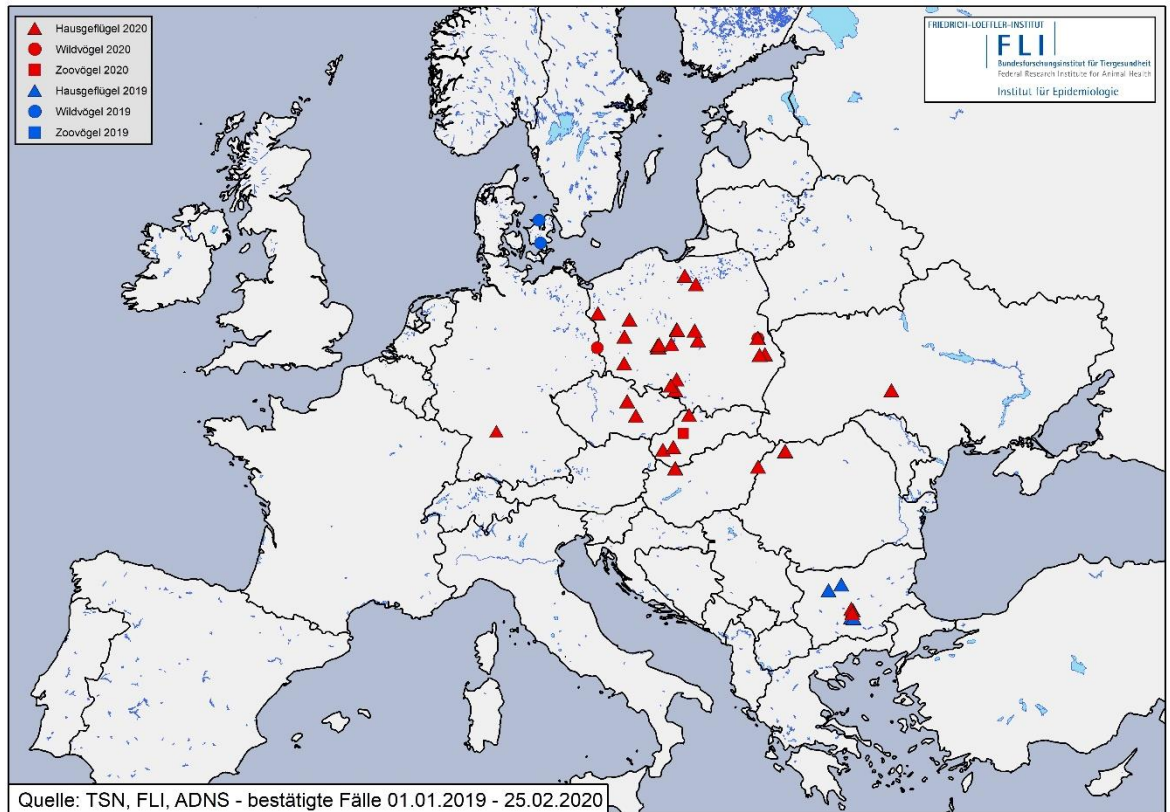 Hausgeflügel 2020
Wildvögel 2020
Zoovögel 2020
Hausgeflügel 2019
Wildvögel 2019
Zoovögel 2019
FRIEDRICH-LOEFFLER-INSTITUT
FLI
Bundesforschungsinstitut für Tiergesundheit
Federal Research Institute for Animal Health
Institut für Epidemiologie
Quelle: TSN, FLI, ADNS - bestätigte Fälle 01.01.2019 - 25.02.2020